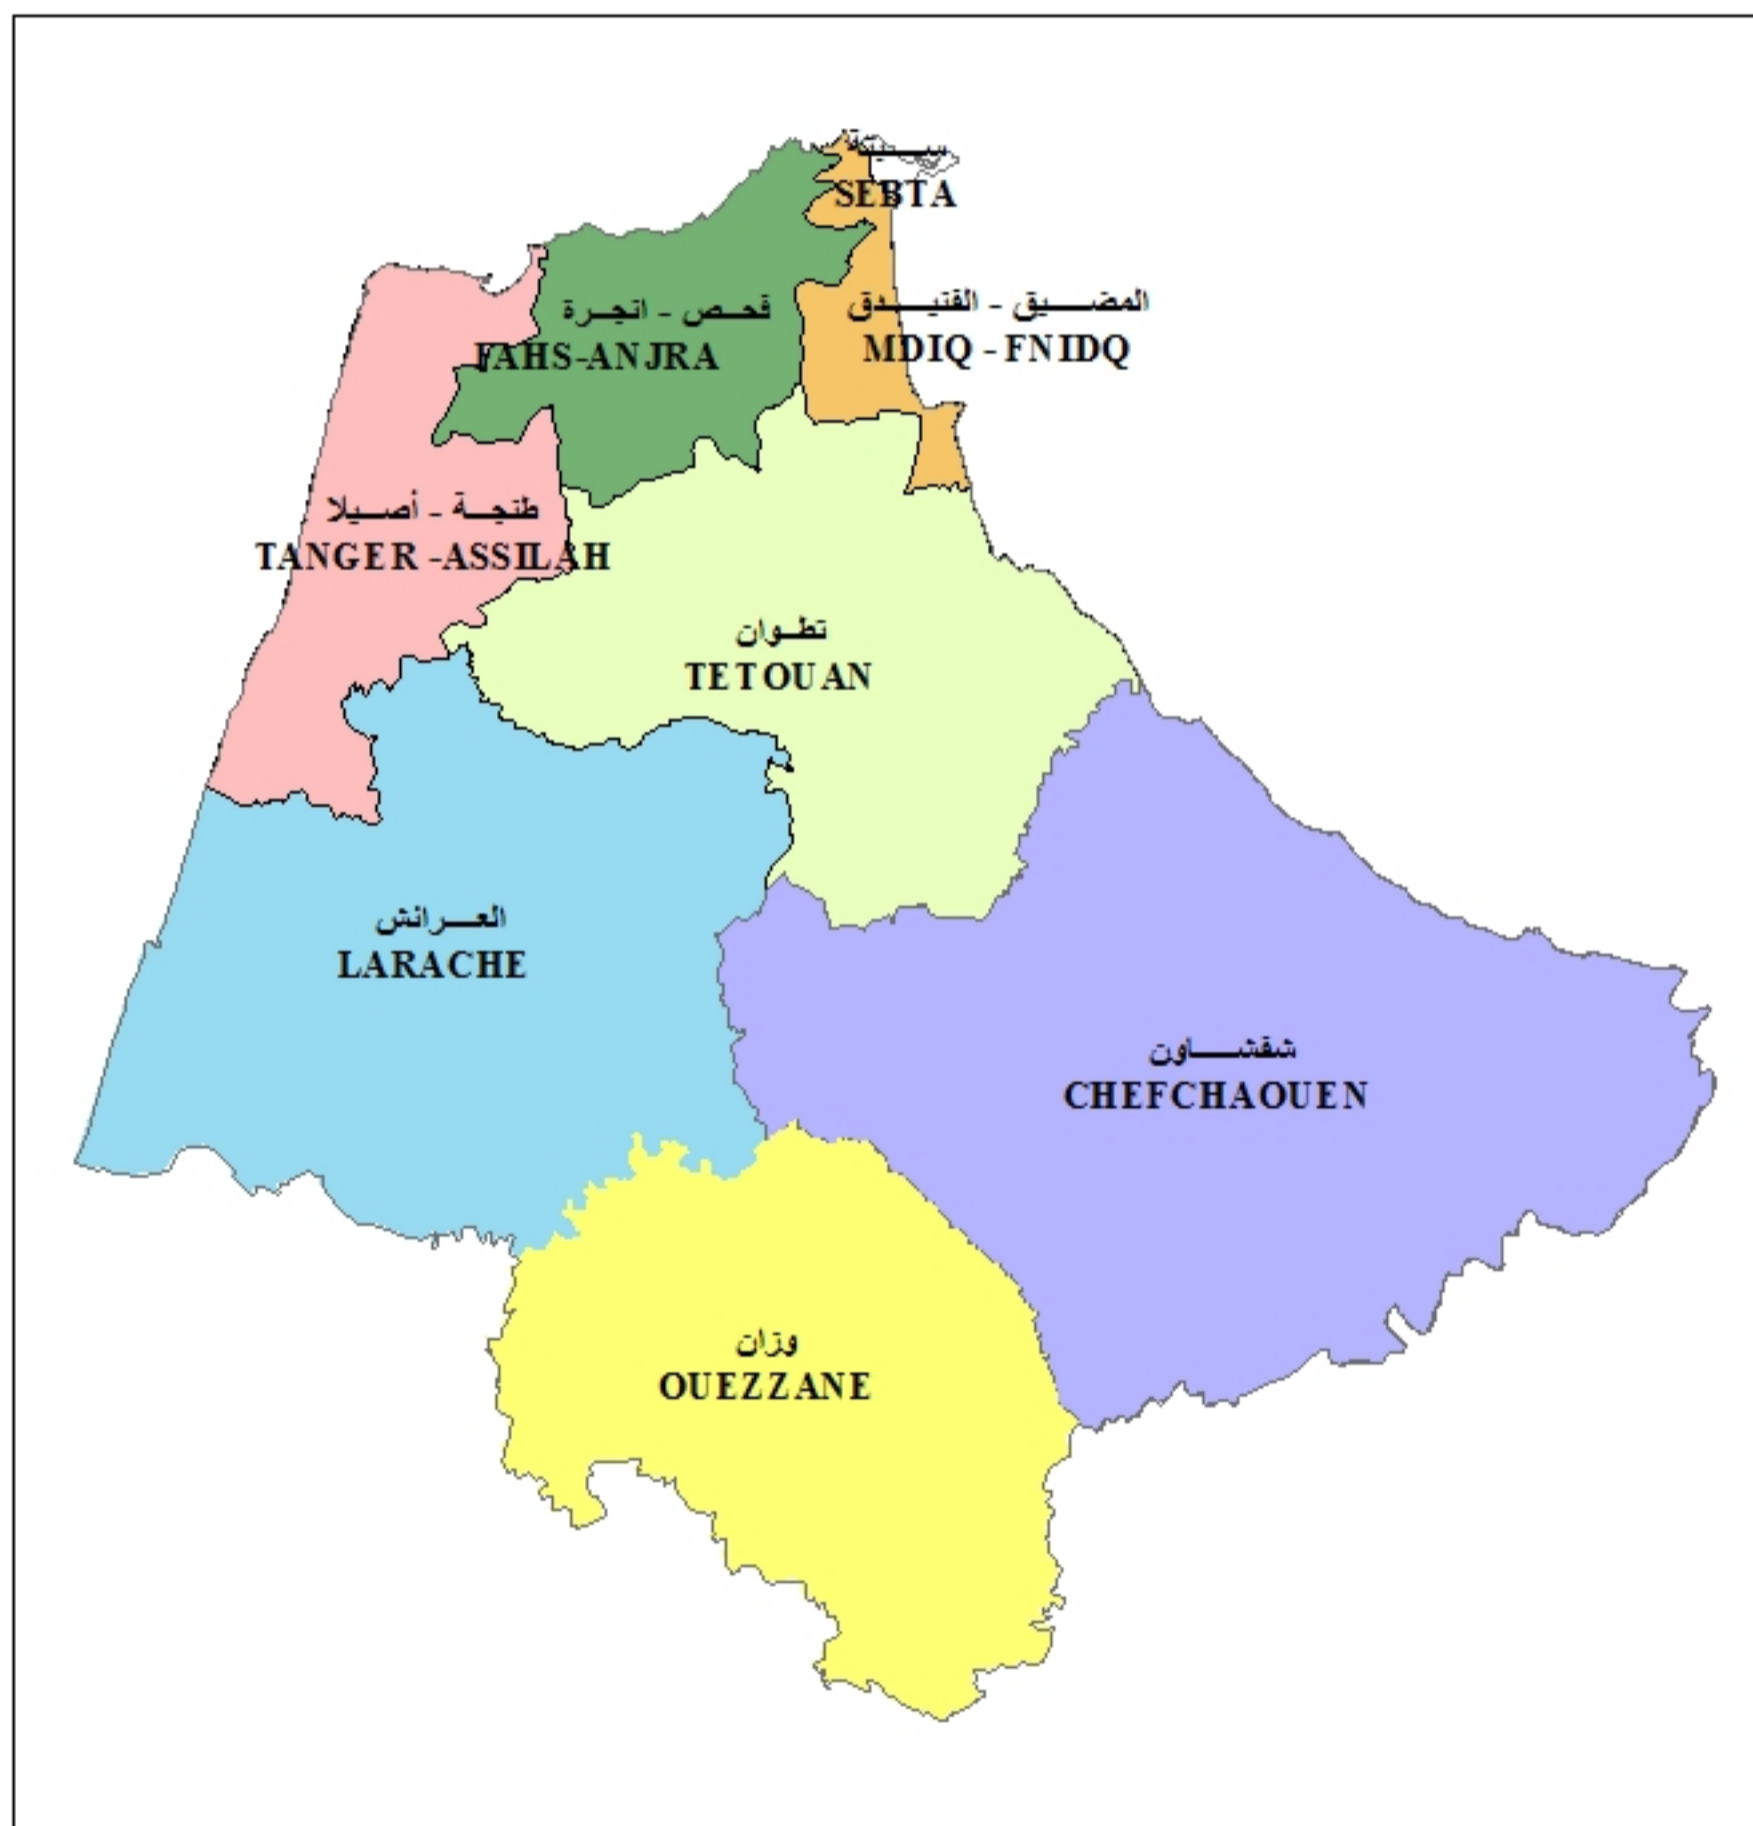 سبتة
SEBTA
المضيق - الفنيدق
MDIQ - FNIDQ
فحص - انجرة
FAHS-ANJRA
طنجة - أصيلا
TANGER -ASSILAH
تطوان
TETOUAN
العرائش
LARACHE
شفشاون
CHEFCHAOUEN
وزان
OUEZZANE